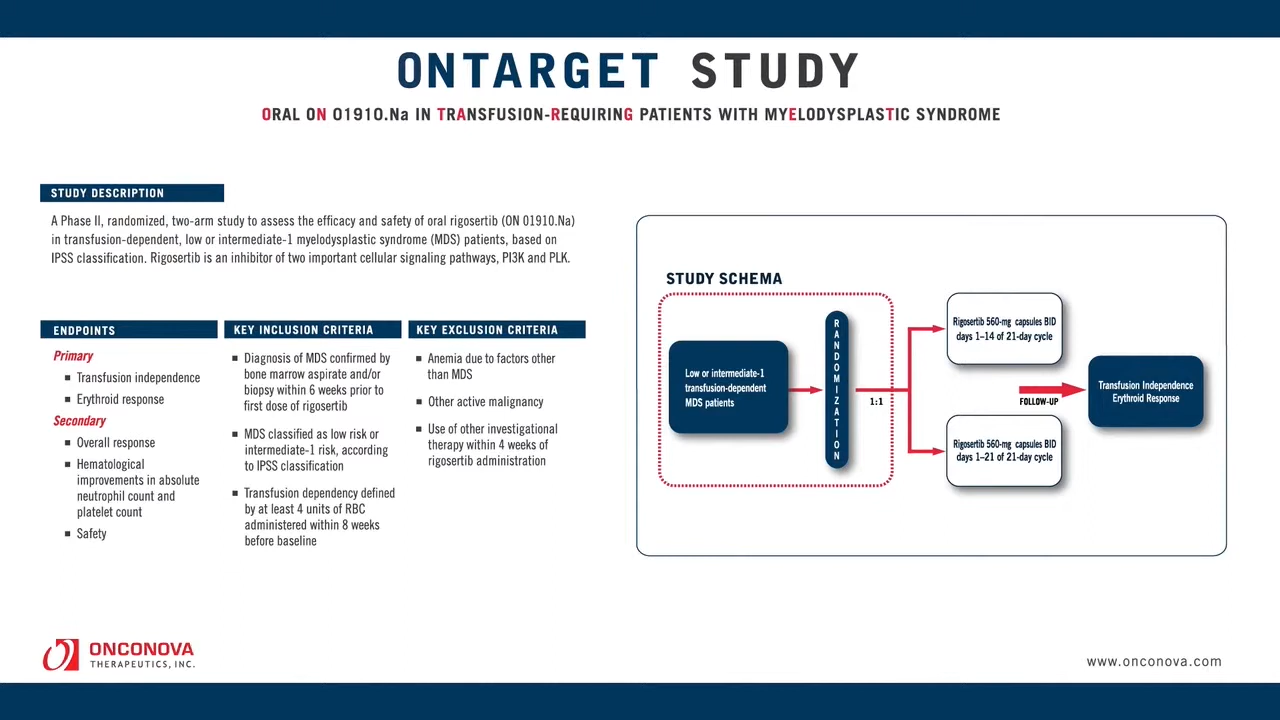 ONTARGET STUDY
ORAL ON O1910.Na IN TRANSFUSION-REQUIRING PATIENTS WITH MYELODYSPLASTIC SYNDROME
STUDY DESCRIPTION
A Phase II, randomized, two-arm study to assess the efficacy and safety of oral rigosertib (ON 01910.Na)
in transfusion-dependent, low or intermediate-1 myelodysplastic syndrome (MDS) patients, based on
IPSS classification. Rigosertib is an inhibitor of two important cellular signaling pathways, PI3K and PLK.
ENDPOINTS
Primary
■ Transfusion independence
■ Erythroid response
Secondary
■ Overall response
■ Hematological
improvements in absolute
neutrophil count and
platelet count
■ Safety
KEY INCLUSION CRITERIA
■ Diagnosis of MDS confirmed by
bone marrow aspirate and/or
biopsy within 6 weeks prior to
first dose of rigosertib
■ MDS classified as low risk or
intermediate-1 risk, according
to IPSS classification
■ Transfusion dependency defined
by at least 4 units of RBC
administered within 8 weeks
before baseline
KEY EXCLUSION CRITERIA
■ Anemia due to factors other
than MDS
■ Other active malignancy
■ Use of other investigational
therapy within 4 weeks of
rigosertib administration
STUDY SCHEMA
Low or intermediate-1
transfusion-dependent
MDS patients
RANDOMIZATION
1:1
Rigosertib 560-mg capsules BID
days 1–14 of 21-day cycle
Rigosertib 560-mg capsules BID
days 1–21 of 21-day cycle
FOLLOW-UP
Transfusion Independence
Erythroid Response
ONCONOVA
THERAPEUTICS, INC.
www.onconova.com